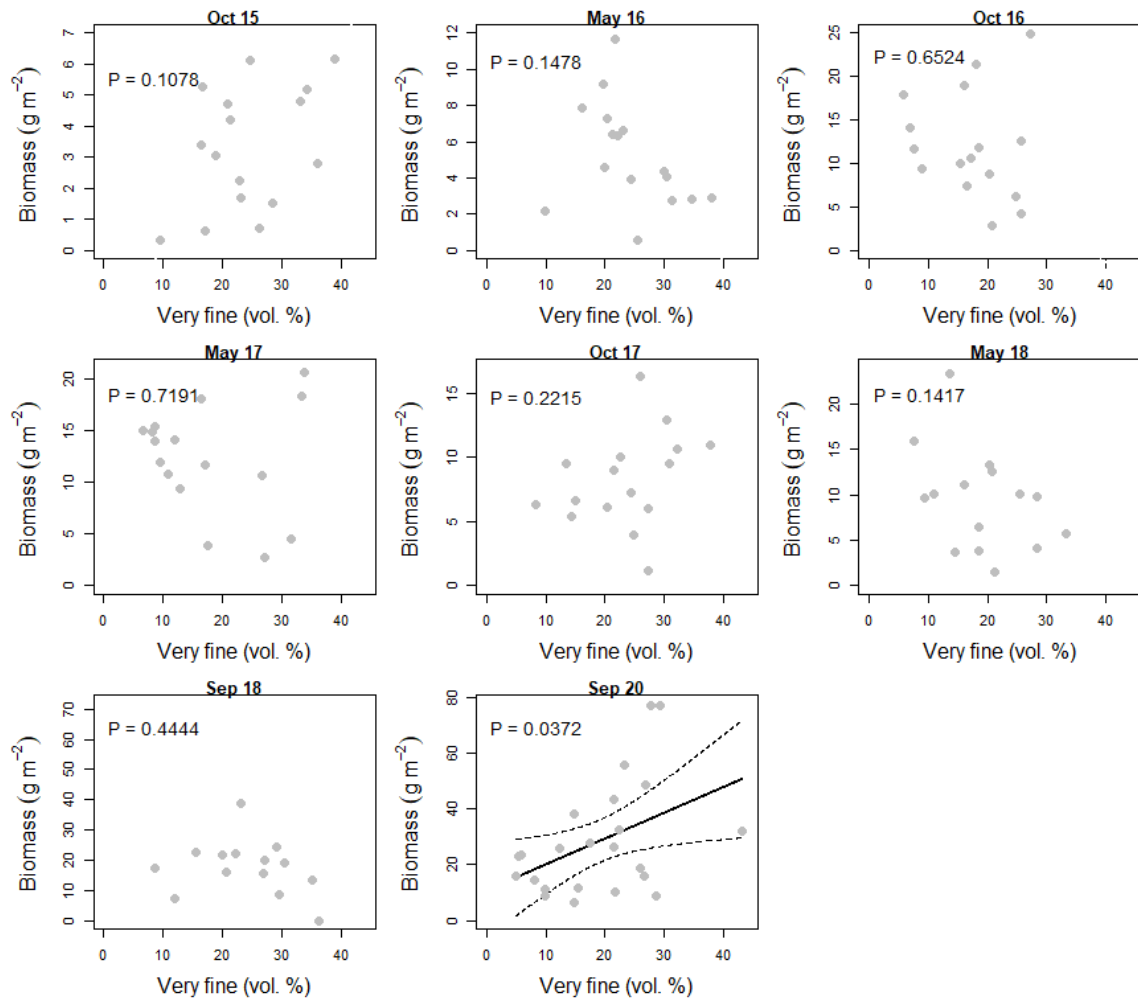 Oct 15
P = 0.1078
Biomass (g m⁻²)
0 1 2 3 4 5 6 7
0 10 20 30 40
Very fine (vol. %)
May 16
P = 0.1478
Biomass (g m⁻²)
0 2 4 6 8 10 12
0 10 20 30 40
Very fine (vol. %)
Oct 16
P = 0.6524
Biomass (g m⁻²)
0 5 10 15 20 25
0 10 20 30 40
Very fine (vol. %)
May 17
P = 0.7191
Biomass (g m⁻²)
0 5 10 15 20
0 10 20 30 40
Very fine (vol. %)
Oct 17
P = 0.2215
Biomass (g m⁻²)
0 5 10 15
0 10 20 30 40
Very fine (vol. %)
May 18
P = 0.1417
Biomass (g m⁻²)
0 5 10 15 20
0 10 20 30 40
Very fine (vol. %)
Sep 18
P = 0.4444
Biomass (g m⁻²)
0 10 20 30 40 50 60 70
0 10 20 30 40
Very fine (vol. %)
Sep 20
P = 0.0372
Biomass (g m⁻²)
0 20 40 60 80
0 10 20 30 40
Very fine (vol. %)